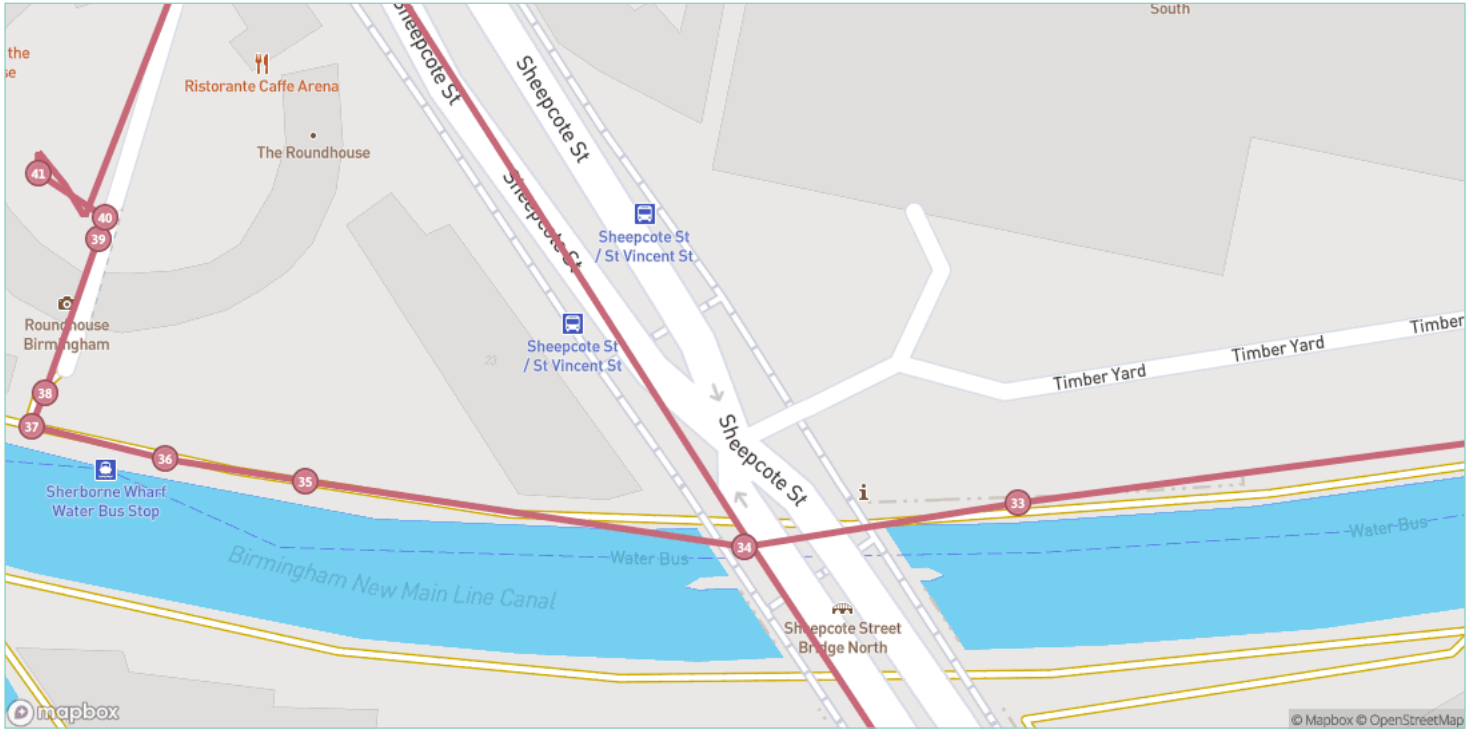 South
the
se
Ristorante Caffe Arena
The Roundhouse
Sheepcote St
Sheepcote St
Sheepcote St
41
40
39
Sheepcote St
/ St Vincent St
Roundhouse
Birmingham
23
Sheepcote St
/ St Vincent St
Timber
Timber Yard
Timber Yard
38
37
36
35
Sheepcote St
Sherborne Wharf
Water Bus Stop
i
33
34
Water Bus
Water Bus
Birmingham New Main Line Canal
Sheepcote Street
Bridge North
mapbox
© Mapbox © OpenStreetMap